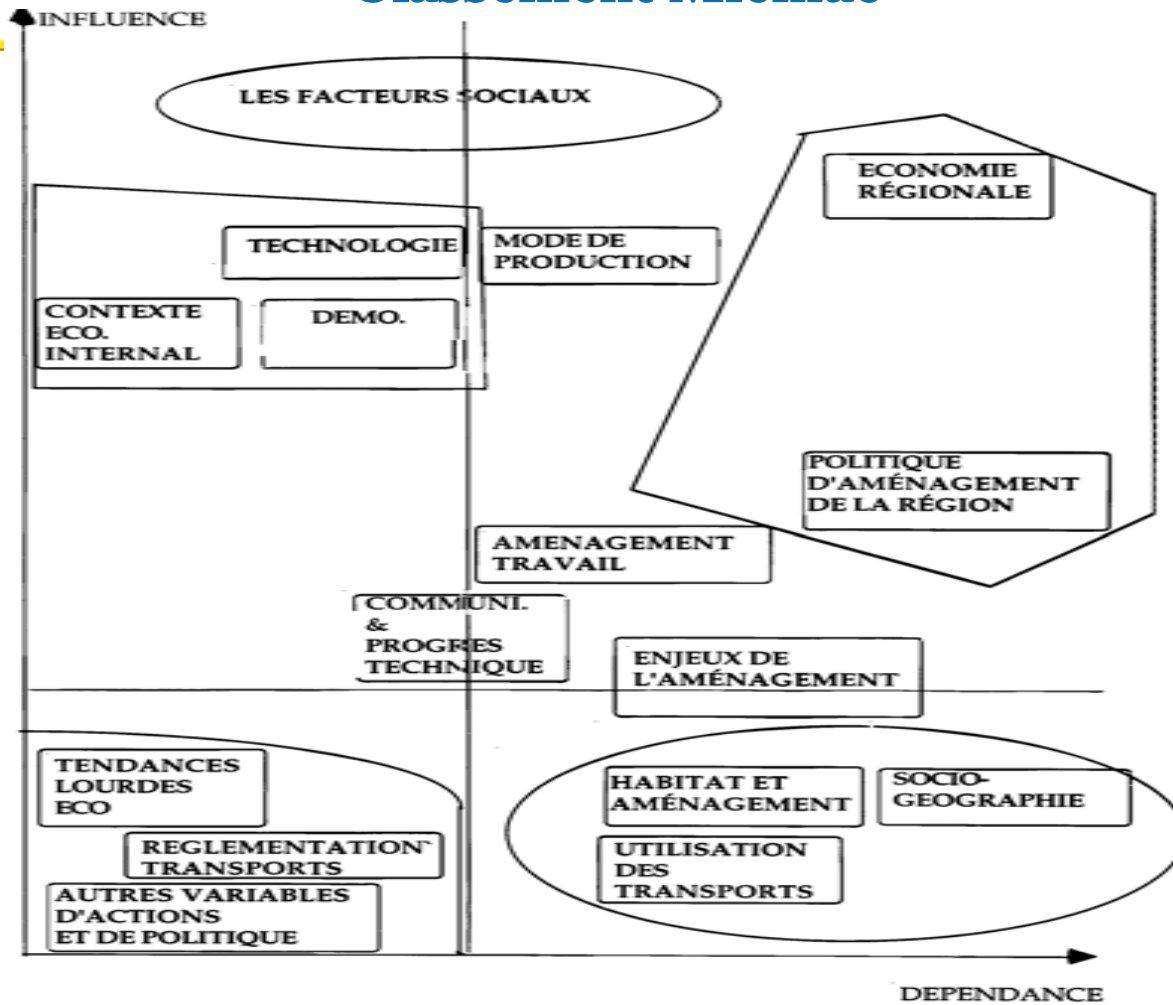 INFLUENCE
LES FACTEURS SOCIAUX
ECONOMIE
RÉGIONALE
TECHNOLOGIE
MODE DE
PRODUCTION
CONTEXTE
ECO.
INTERNAL
DEMO.
POLITIQUE
D'AMÉNAGEMENT
DE LA RÉGION
AMENAGEMENT
TRAVAIL
COMMUNI.
&
PROGRES
TECHNIQUE
ENJEUX DE
L'AMÉNAGEMENT
TENDANCES
LOURDES
ECO
HABITAT ET
AMÉNAGEMENT
SOCIO-
GEOGRAPHIE
REGLEMENTATION
TRANSPORTS
UTILISATION
DES
TRANSPORTS
AUTRES VARIABLES
D'ACTIONS
ET DE POLITIQUE
DEPENDANCE